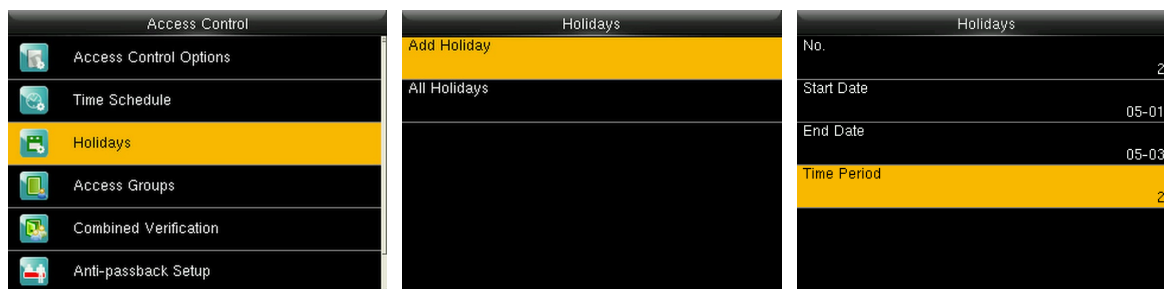 Access Control
Access Control Options
Time Schedule
Holidays
Access Groups
Combined Verification
Anti-passback Setup
Holidays
Add Holiday
All Holidays
Holidays
No.
2
Start Date
05-01
End Date
05-03
Time Period
2